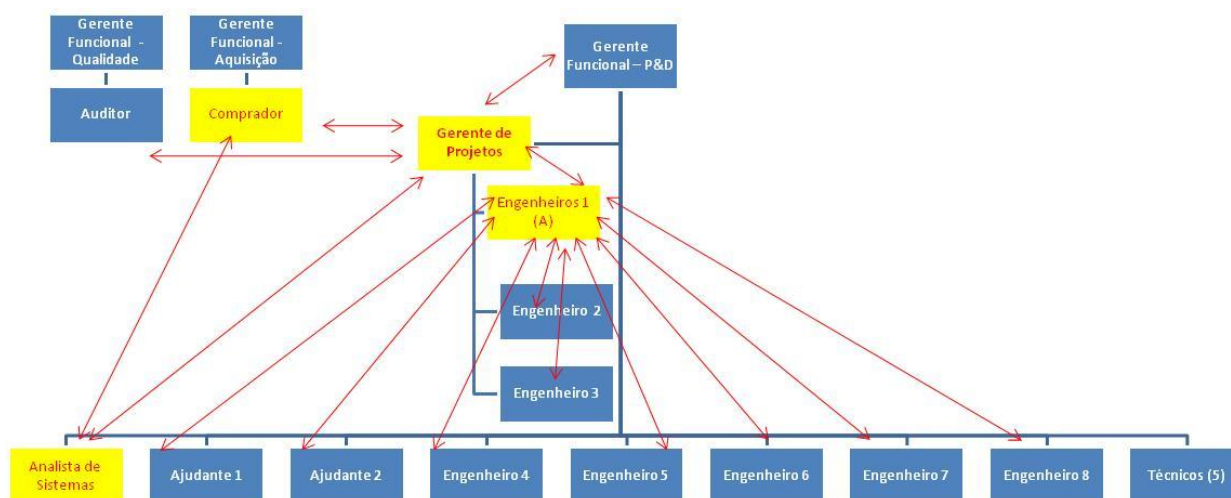 Gerente
Funcional -
Qualidade
Gerente
Funcional -
Aquisição
Gerente
Funcional – P&D
Auditor
Comprador
Gerente de
Projetos
Engenheiros 1
(A)
Engenheiro 2
Engenheiro 3
Analista de
Sistemas
Ajudante 1
Ajudante 2
Engenheiro 4
Engenheiro 5
Engenheiro 6
Engenheiro 7
Engenheiro 8
Técnicos (5)